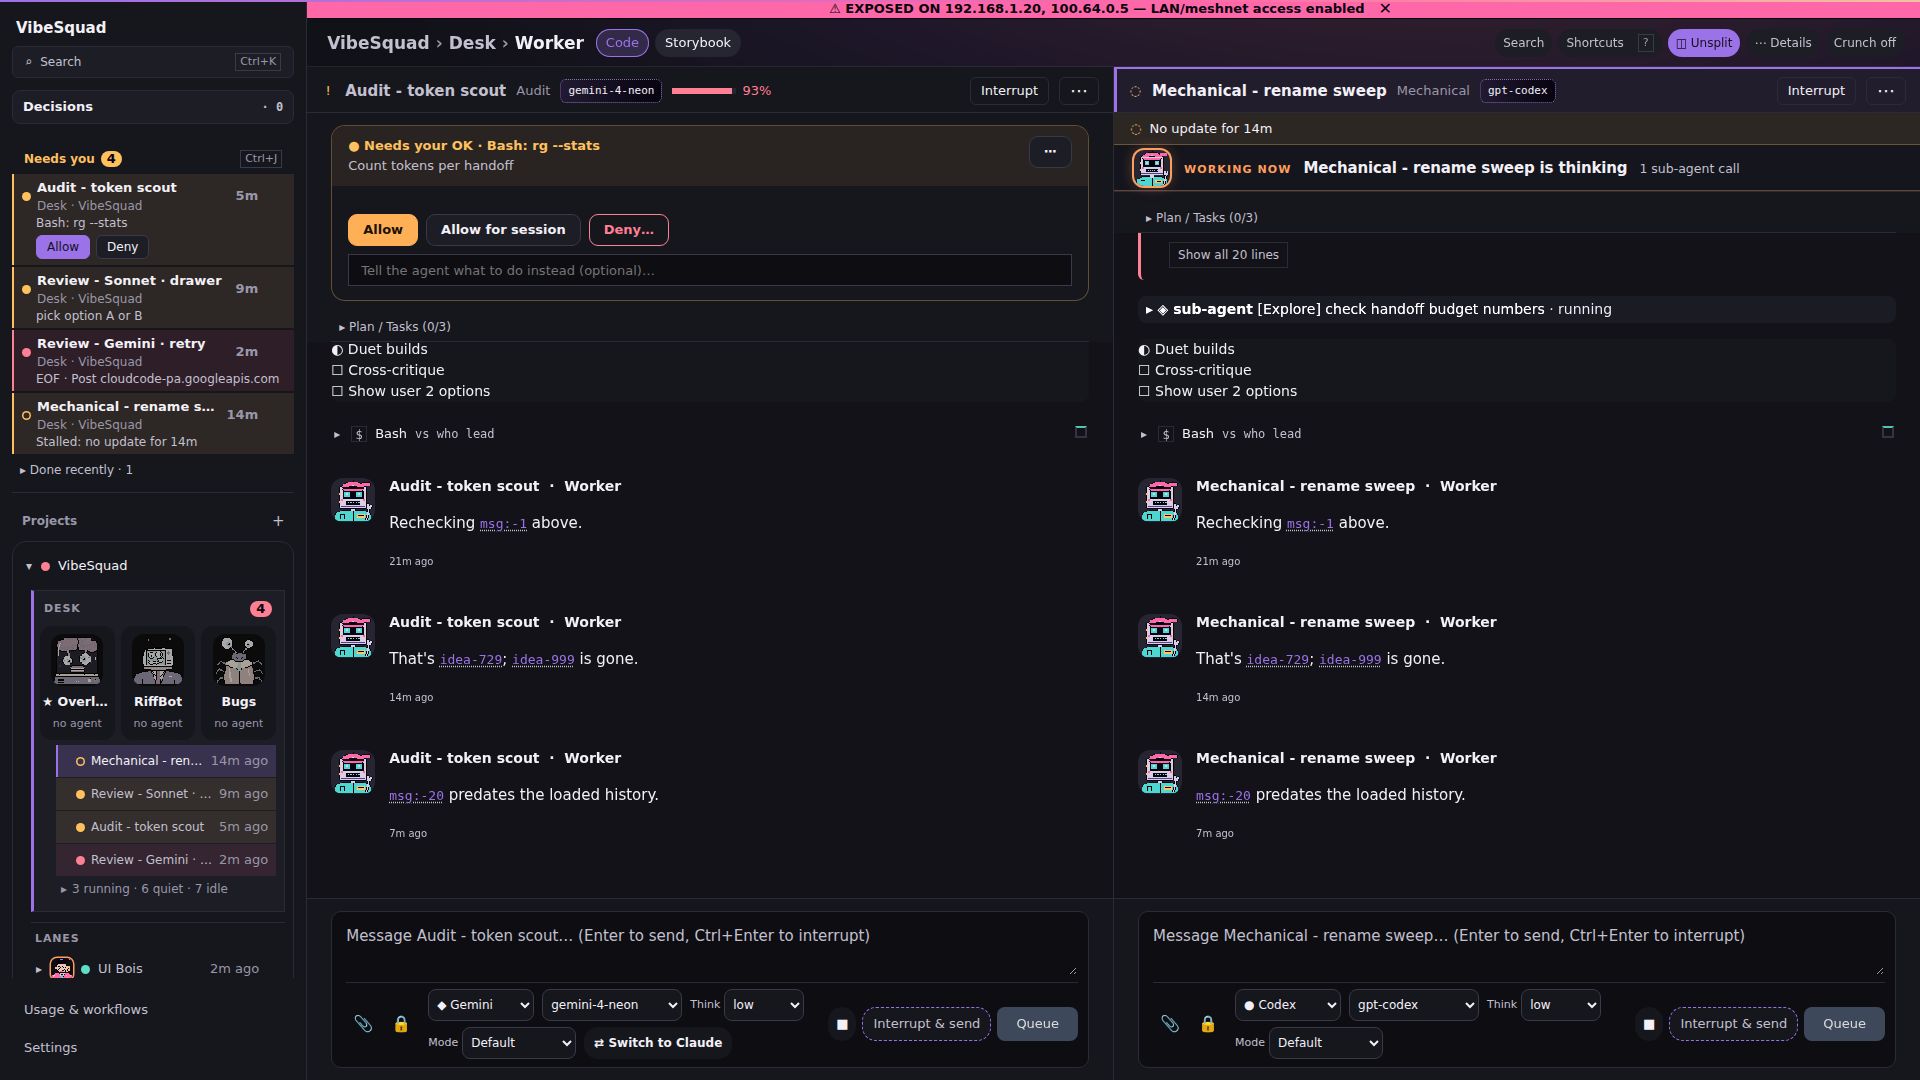 ⚠ EXPOSED ON 192.168.1.20, 100.64.0.5 — LAN/meshnet access enabled ✕
VibeSquad
⌕ Search Ctrl+K
Decisions · 0
Needs you 4 Ctrl+J
Audit - token scout 5m
Desk · VibeSquad
Bash: rg --stats
Allow Deny
Review - Sonnet · drawer 9m
Desk · VibeSquad
pick option A or B
Review - Gemini · retry 2m
Desk · VibeSquad
EOF · Post cloudcode-pa.googleapis.com
Mechanical - rename s… 14m
Desk · VibeSquad
Stalled: no update for 14m
▸ Done recently · 1
Projects +
▾ VibeSquad
DESK 4
★ Overl… RiffBot Bugs
no agent no agent no agent
Mechanical - ren… 14m ago
Review - Sonnet · … 9m ago
Audit - token scout 5m ago
Review - Gemini · … 2m ago
▸ 3 running · 6 quiet · 7 idle
LANES
▸ UI Bois 2m ago
Usage & workflows
Settings
VibeSquad › Desk › Worker Code Storybook
Search Shortcuts ? ◫ Unsplit ⋯ Details Crunch off
! Audit - token scout Audit gemini-4-neon 93% Interrupt ⋯
● Needs your OK · Bash: rg --stats
Count tokens per handoff
⋯
Allow Allow for session Deny…
Tell the agent what to do instead (optional)…
▸ Plan / Tasks (0/3)
◐ Duet builds
☐ Cross-critique
☐ Show user 2 options
▸ $ Bash vs who lead
Audit - token scout · Worker
Rechecking msg:-1 above.
21m ago
Audit - token scout · Worker
That's idea-729; idea-999 is gone.
14m ago
Audit - token scout · Worker
msg:-20 predates the loaded history.
7m ago
Message Audit - token scout… (Enter to send, Ctrl+Enter to interrupt)
◆ Gemini gemini-4-neon Think low
Mode Default ⇄ Switch to Claude
■ Interrupt & send Queue
Mechanical - rename sweep Mechanical gpt-codex Interrupt ⋯
No update for 14m
WORKING NOW Mechanical - rename sweep is thinking 1 sub-agent call
▸ Plan / Tasks (0/3)
Show all 20 lines
▸ ◈ sub-agent [Explore] check handoff budget numbers · running
◐ Duet builds
☐ Cross-critique
☐ Show user 2 options
▸ $ Bash vs who lead
Mechanical - rename sweep · Worker
Rechecking msg:-1 above.
21m ago
Mechanical - rename sweep · Worker
That's idea-729; idea-999 is gone.
14m ago
Mechanical - rename sweep · Worker
msg:-20 predates the loaded history.
7m ago
Message Mechanical - rename sweep… (Enter to send, Ctrl+Enter to interrupt)
● Codex gpt-codex Think low
Mode Default
■ Interrupt & send Queue